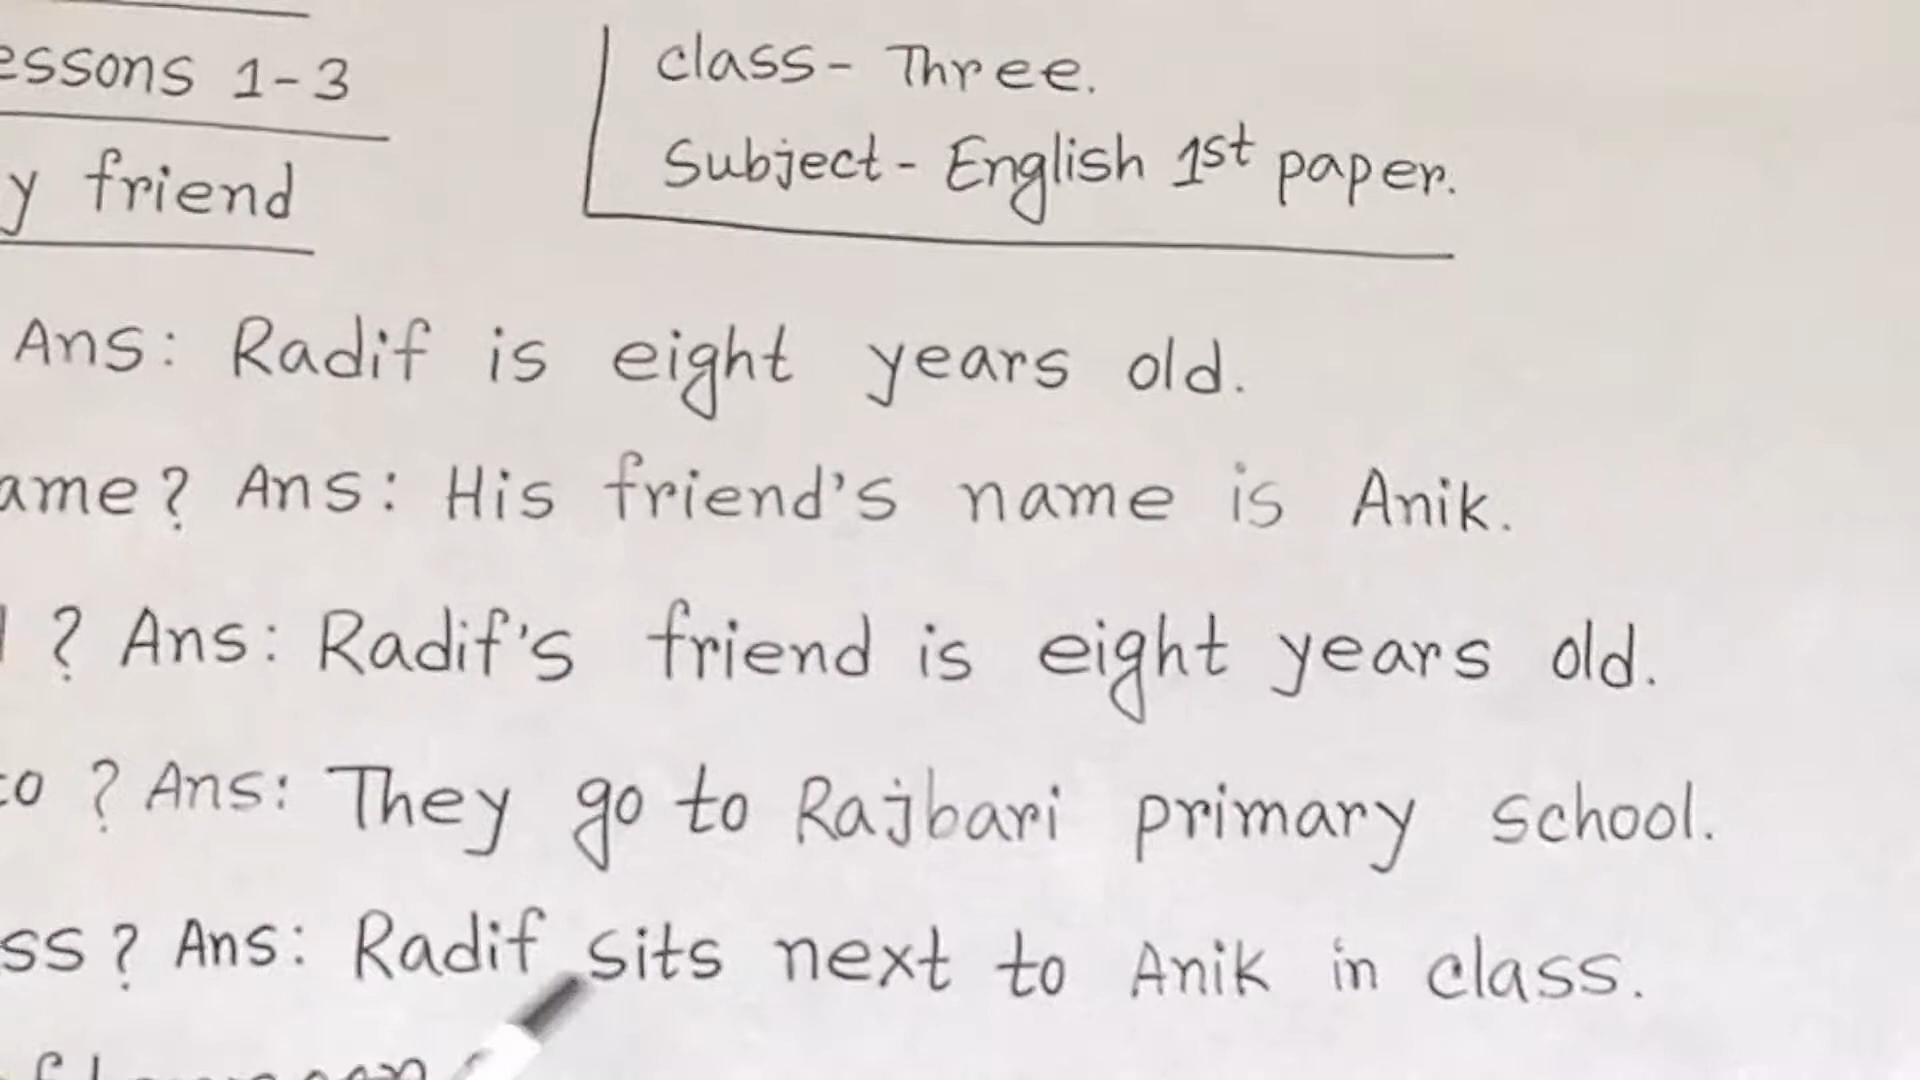 essons 1-3
class- Three.
Subject- English 1st paper.
y friend
Ans: Radif is eight years old.
ame? Ans: His friend's name is Anik.
? Ans: Radif's friend is eight years old.
to ? Ans: They go to Rajbari primary school.
ss? Ans: Radif sits next to Anik in class.